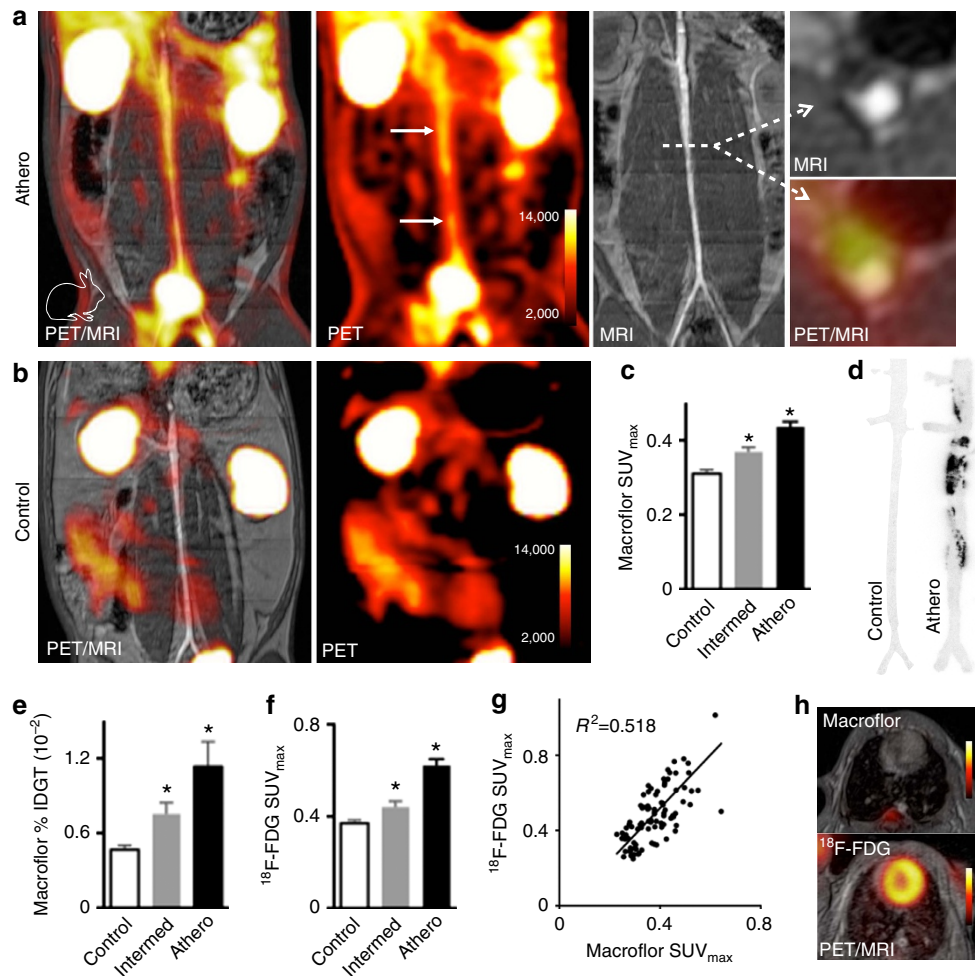 a
Athero
PET/MRI
PET
14,000
2,000
MRI
MRI
PET/MRI
b
Control
PET/MRI
PET
14,000
2,000
c
Macroflor SUVmax
0.4
0.2
0
*
*
Control
Intermed
Athero
d
Control
Athero
e
Macroflor % IDGT (10⁻²)
1.2
0.6
0
*
*
Control
Intermed
Athero
f
¹⁸F-FDG SUVmax
0.8
0.4
0
*
*
Control
Intermed
Athero
g
R²=0.518
¹⁸F-FDG SUVmax
0.8
0.4
0
0
0.4
0.8
Macroflor SUVmax
h
Macroflor
¹⁸F-FDG
PET/MRI